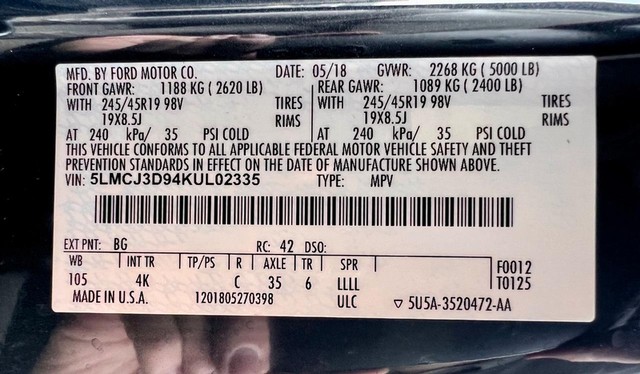 MFD. BY FORD MOTOR CO. DATE: 05/18 GVWR: 2268 KG ( 5000 LB)
FRONT GAWR: 1188 KG ( 2620 LB) REAR GAWR: 1089 KG ( 2400 LB)
WITH 245/45R19 98V TIRES WITH 245/45R19 98V TIRES
19X8.5J RIMS 19X8.5J RIMS
AT 240 kPa/ 35 PSI COLD AT 240 kPa/ 35 PSI COLD
THIS VEHICLE CONFORMS TO ALL APPLICABLE FEDERAL MOTOR VEHICLE SAFETY AND THEFT
PREVENTION STANDARDS IN EFFECT ON THE DATE OF MANUFACTURE SHOWN ABOVE.
VIN: 5LMCJ3D94KUL02335 TYPE: MPV
EXT PNT: BG RC: 42 DSO:
WB INT TR TP/PS R AXLE TR SPR F0012
105 4K C 35 6 LLLL T0125
MADE IN U.S.A. 1201805270398 ULC ▽ 5U5A-3520472-AA